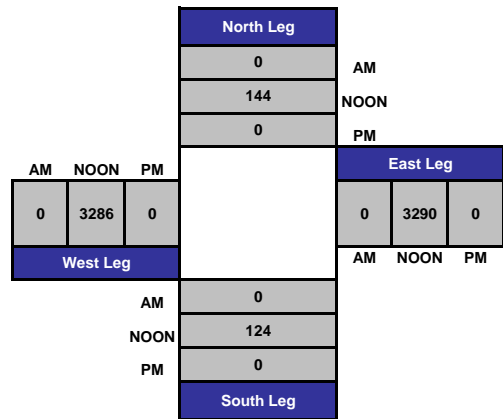 North Leg
0 AM
144 NOON
0 PM
East Leg
AM NOON PM
0 3286 0
0 3290 0
West Leg
AM NOON PM
AM 0
NOON 124
PM 0
South Leg